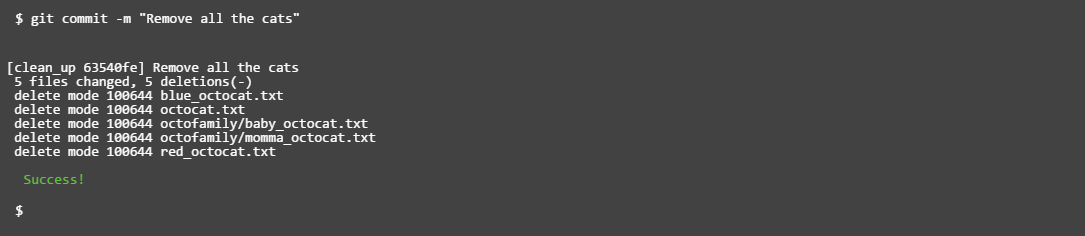 $ git commit -m "Remove all the cats"
[clean_up 63540fe] Remove all the cats
5 files changed, 5 deletions(-)
delete mode 100644 blue_octocat.txt
delete mode 100644 octocat.txt
delete mode 100644 octofamily/baby_octocat.txt
delete mode 100644 octofamily/momma_octocat.txt
delete mode 100644 red_octocat.txt
Success!
$